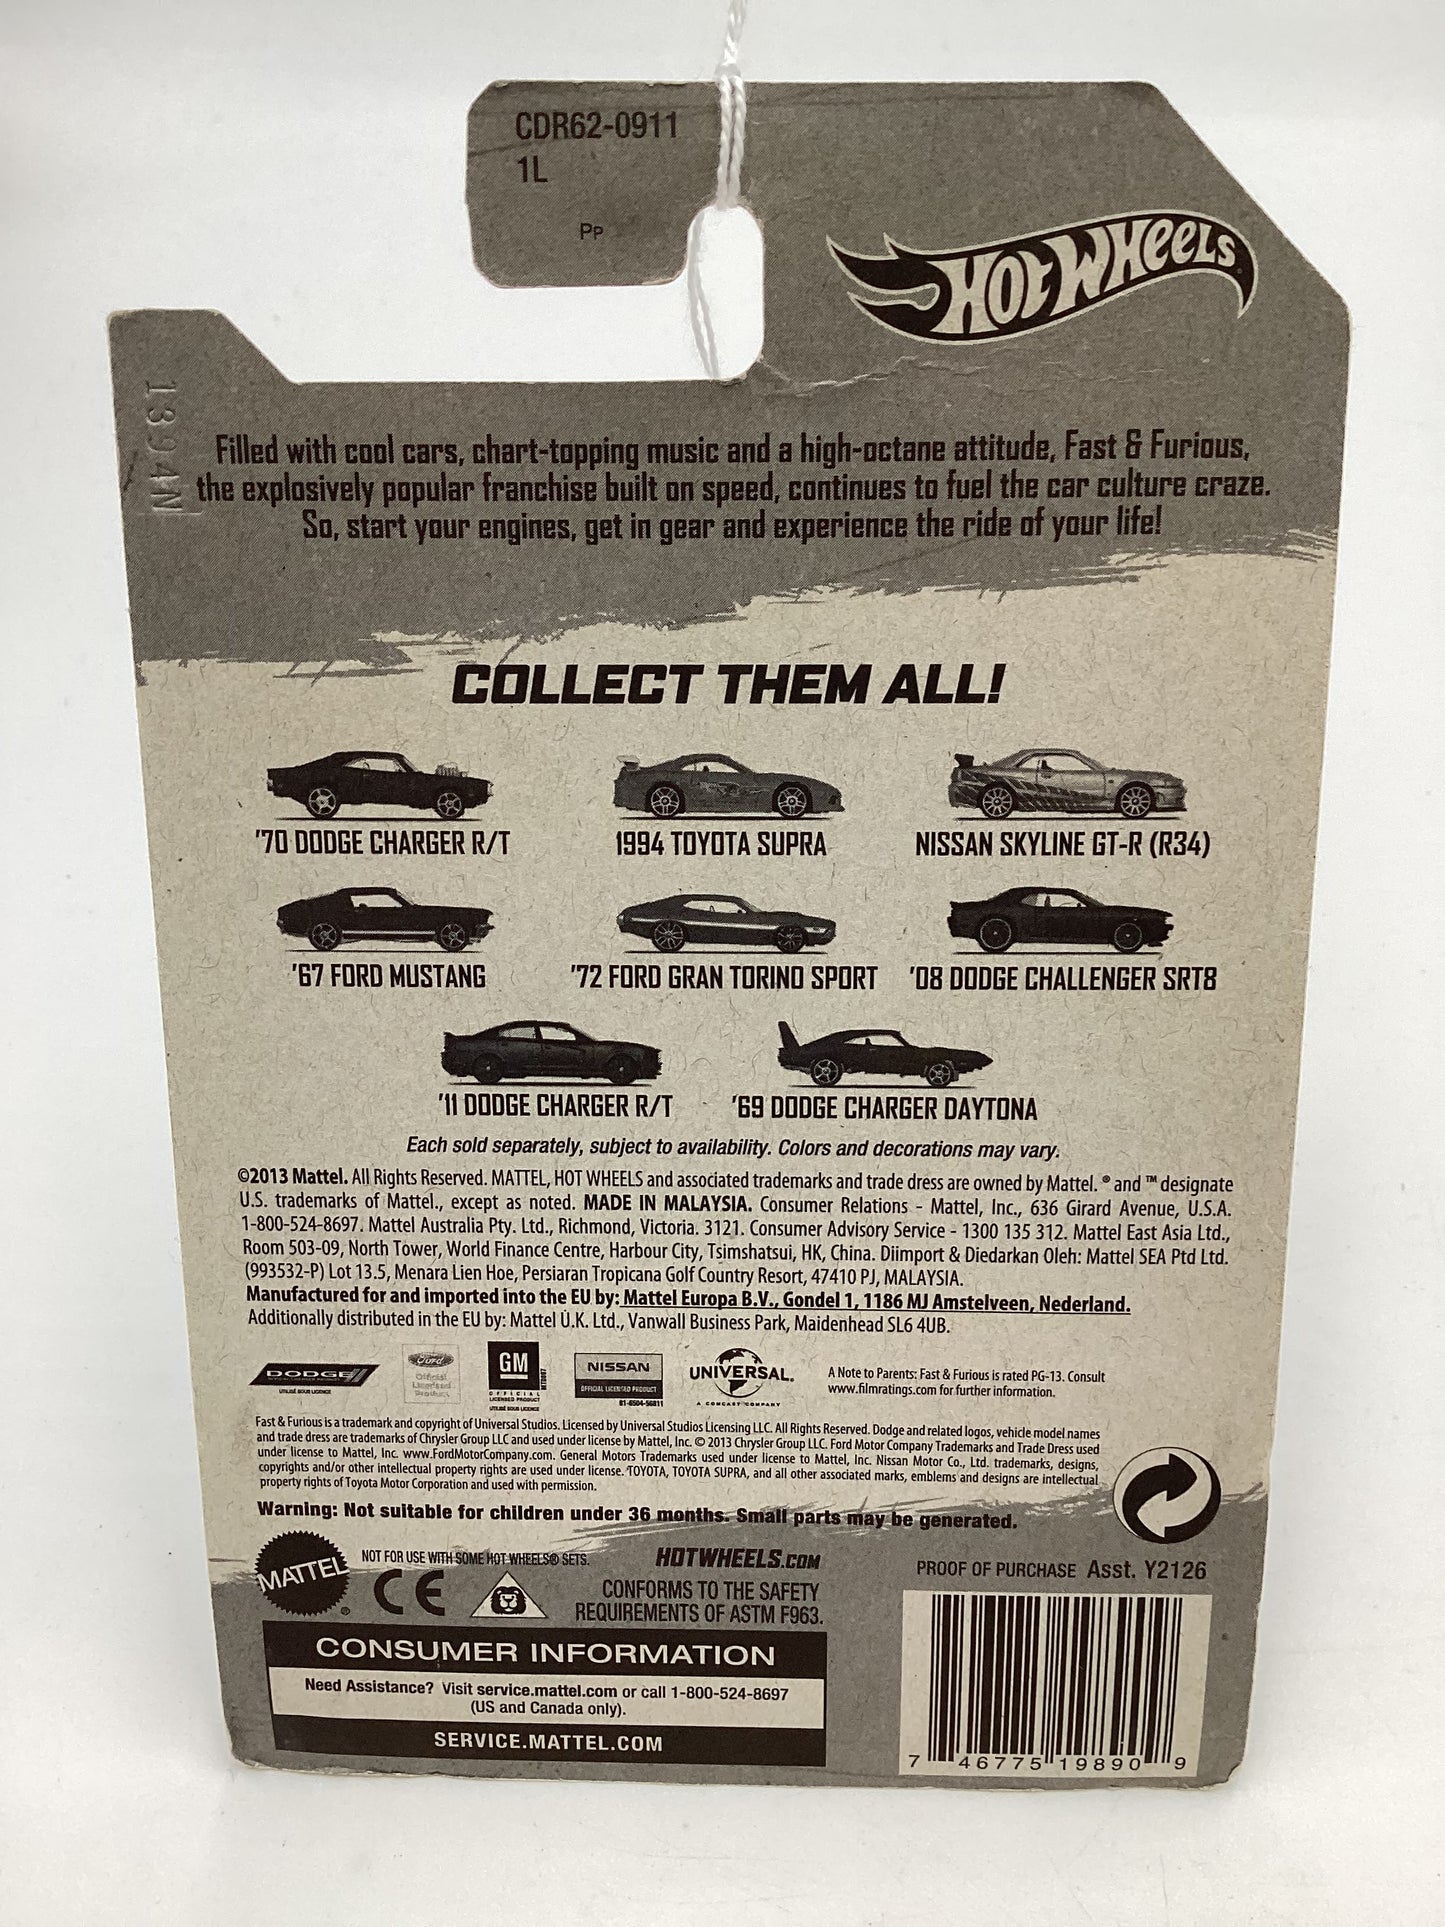 CDR62-0911
1L
Pp
HOT WHEELS
Filled with cool cars, chart-topping music and a high-octane attitude, Fast & Furious,
the explosively popular franchise built on speed, continues to fuel the car culture craze.
So, start your engines, get in gear and experience the ride of your life!
COLLECT THEM ALL!
'70 DODGE CHARGER R/T
1994 TOYOTA SUPRA
NISSAN SKYLINE GT-R (R34)
'67 FORD MUSTANG
'72 FORD GRAN TORINO SPORT
'08 DODGE CHALLENGER SRT8
'11 DODGE CHARGER R/T
'69 DODGE CHARGER DAYTONA
Each sold separately, subject to availability. Colors and decorations may vary.
©2013 Mattel. All Rights Reserved. MATTEL, HOT WHEELS and associated trademarks and trade dress are owned by Mattel. ® and ™ designate
U.S. trademarks of Mattel., except as noted. MADE IN MALAYSIA. Consumer Relations - Mattel, Inc., 636 Girard Avenue, U.S.A.
1-800-524-8697. Mattel Australia Pty. Ltd., Richmond, Victoria. 3121. Consumer Advisory Service - 1300 135 312. Mattel East Asia Ltd.,
Room 503-09, North Tower, World Finance Centre, Harbour City, Tsimshatsui, HK, China. Diimport & Diedarkan Oleh: Mattel SEA Ptd Ltd.
(993532-P) Lot 13.5, Menara Lien Hoe, Persiaran Tropicana Golf Country Resort, 47410 PJ, MALAYSIA.
Manufactured for and imported into the EU by: Mattel Europa B.V., Gondel 1, 1186 MJ Amstelveen, Nederland.
Additionally distributed in the EU by: Mattel U.K. Ltd., Vanwall Business Park, Maidenhead SL6 4UB.
DODGE
UTILISÉ SOUS LICENCE
Ford
Official
Licensed
Product
GM
OFFICIAL
LICENSED PRODUCT
UTILISÉ SOUS LICENCE
NISSAN
OFFICIAL LICENSED PRODUCT
01-6504-56811
UNIVERSAL
A COMCAST COMPANY
A Note to Parents: Fast & Furious is rated PG-13. Consult
www.filmratings.com for further information.
Fast & Furious is a trademark and copyright of Universal Studios. Licensed by Universal Studios Licensing LLC. All Rights Reserved. Dodge and related logos, vehicle model names
and trade dress are trademarks of Chrysler Group LLC and used under license by Mattel, Inc. © 2013 Chrysler Group LLC. Ford Motor Company Trademarks and Trade Dress used
under license to Mattel, Inc. www.FordMotorCompany.com. General Motors Trademarks used under license to Mattel, Inc. Nissan Motor Co., Ltd. trademarks, designs,
copyrights and/or other intellectual property rights are used under license. TOYOTA, TOYOTA SUPRA, and all other associated marks, emblems and designs are intellectual
property rights of Toyota Motor Corporation and used with permission.
Warning: Not suitable for children under 36 months. Small parts may be generated.
MATTEL
®
NOT FOR USE WITH SOME HOT WHEELS® SETS.
CE
HOTWHEELS.COM
CONFORMS TO THE SAFETY
REQUIREMENTS OF ASTM F963.
PROOF OF PURCHASE Asst. Y2126
CONSUMER INFORMATION
Need Assistance? Visit service.mattel.com or call 1-800-524-8697
(US and Canada only).
SERVICE.MATTEL.COM
7 46775 19890 9